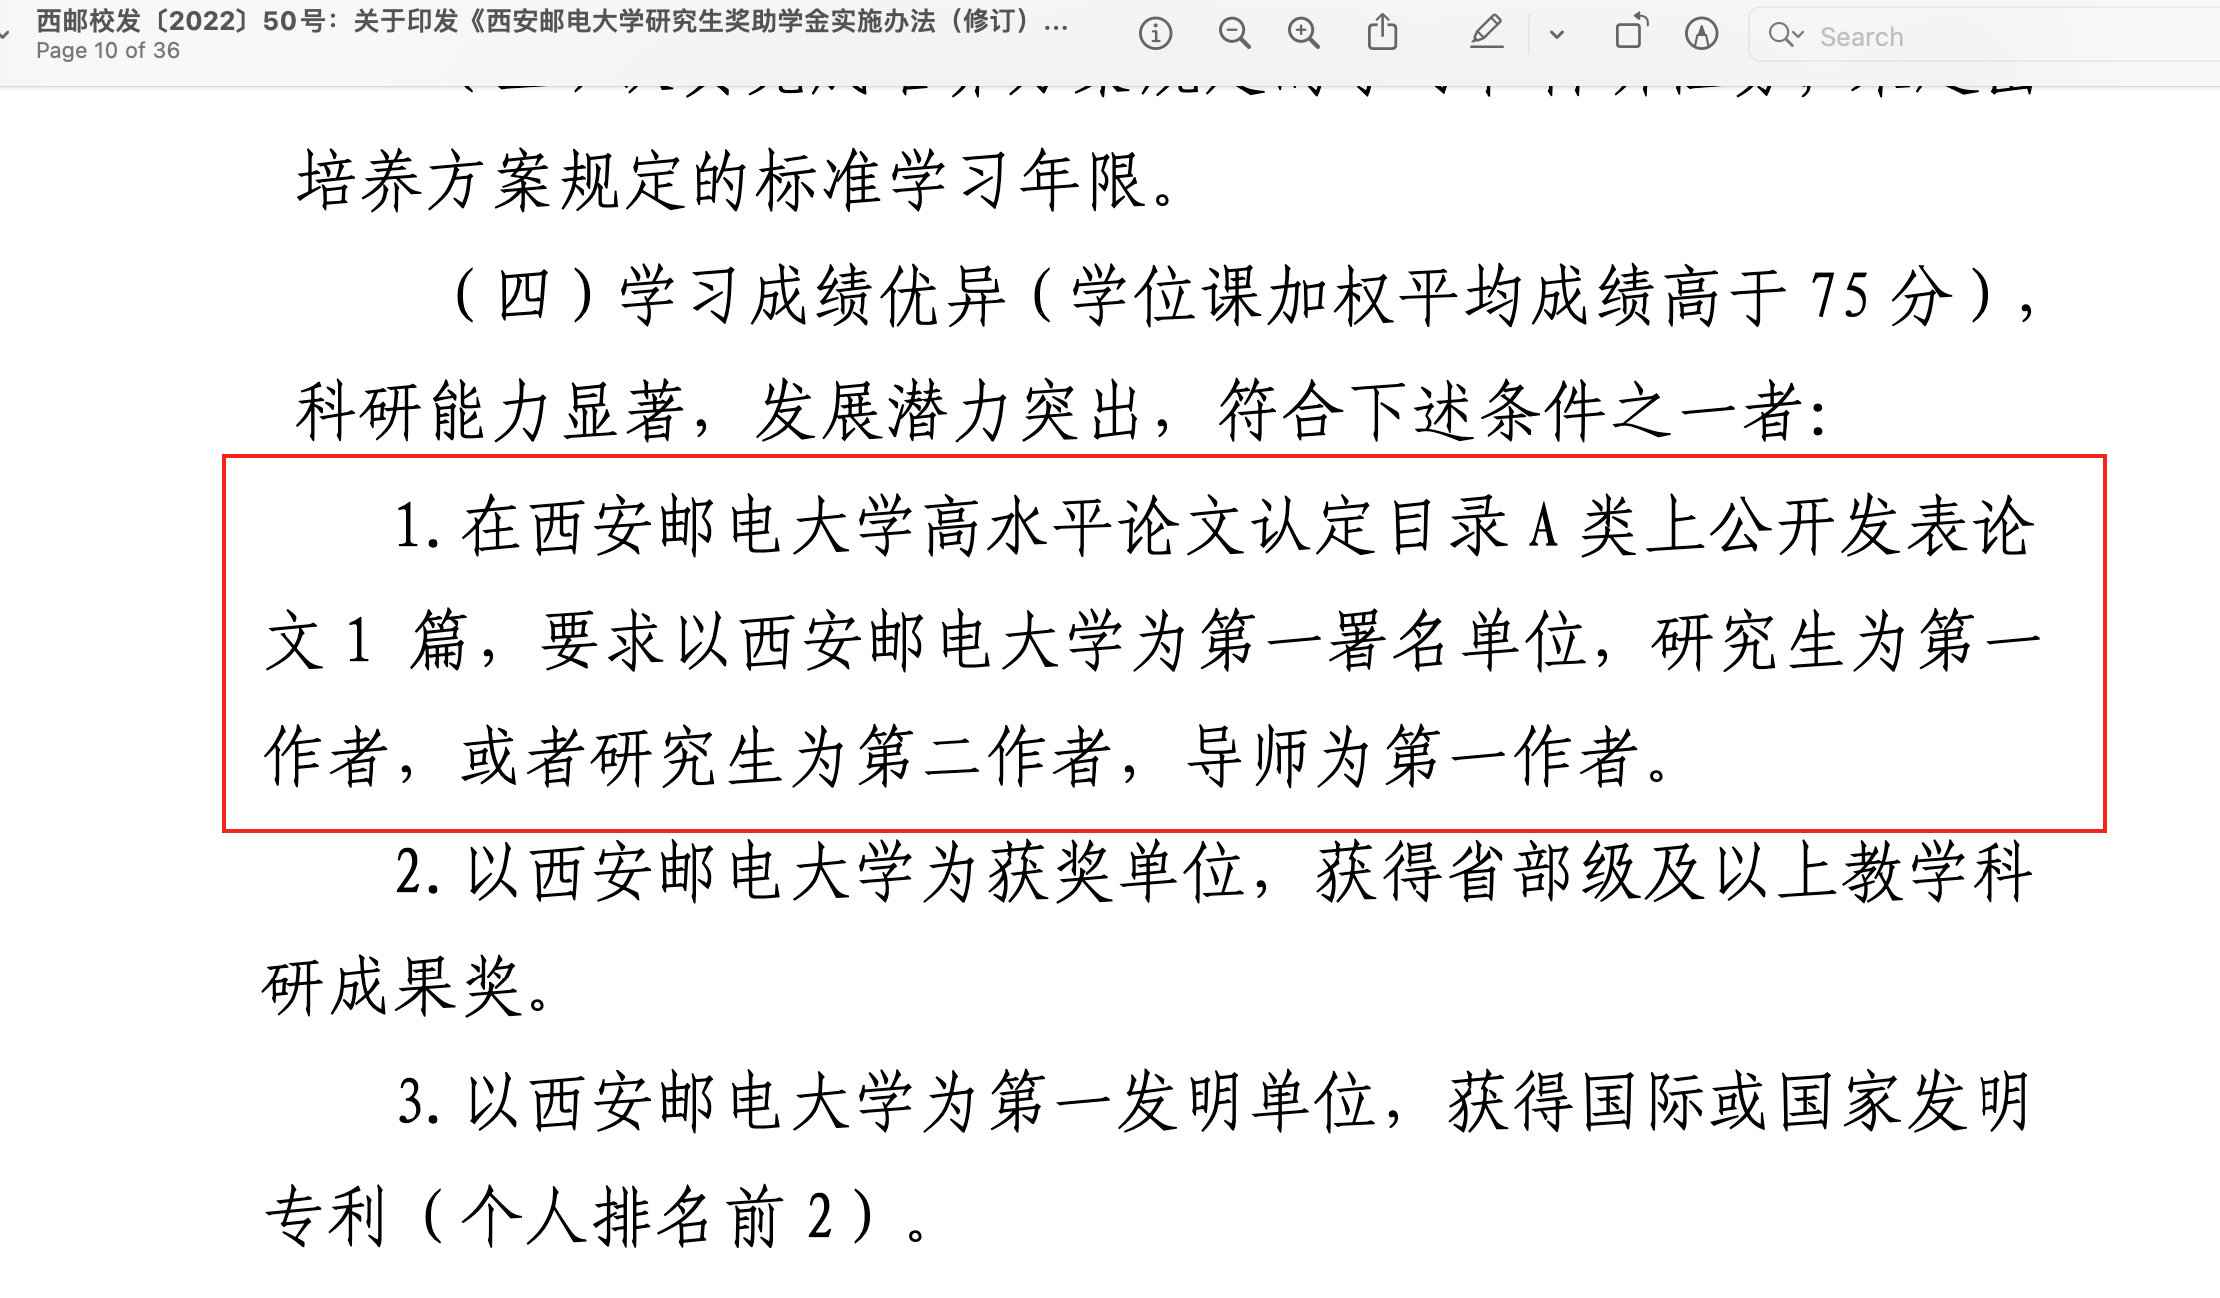 西邮校发〔2022〕50号：关于印发《西安邮电大学研究生奖助学金实施办法（修订）...
Page 10 of 36
Search
培养方案规定的标准学习年限。
（四）学习成绩优异（学位课加权平均成绩高于 75 分），
科研能力显著，发展潜力突出，符合下述条件之一者：
1. 在西安邮电大学高水平论文认定目录 A 类上公开发表论
文 1 篇，要求以西安邮电大学为第一署名单位，研究生为第一
作者，或者研究生为第二作者，导师为第一作者。
2. 以西安邮电大学为获奖单位，获得省部级及以上教学科
研成果奖。
3. 以西安邮电大学为第一发明单位，获得国际或国家发明
专利（个人排名前 2）。